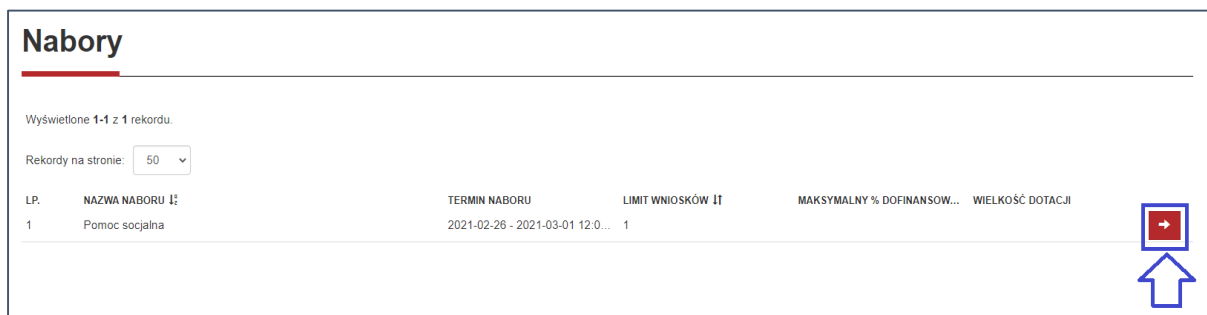 Nabory
Wyświetlone 1-1 z 1 rekordu.
Rekordy na stronie: 50
LP. NAZWA NABORU TERMIN NABORU LIMIT WNIOSKÓW MAKSYMALNY % DOFINANSOW... WIELKOŚĆ DOTACJI
1 Pomoc socjalna 2021-02-26 - 2021-03-01 12:0... 1